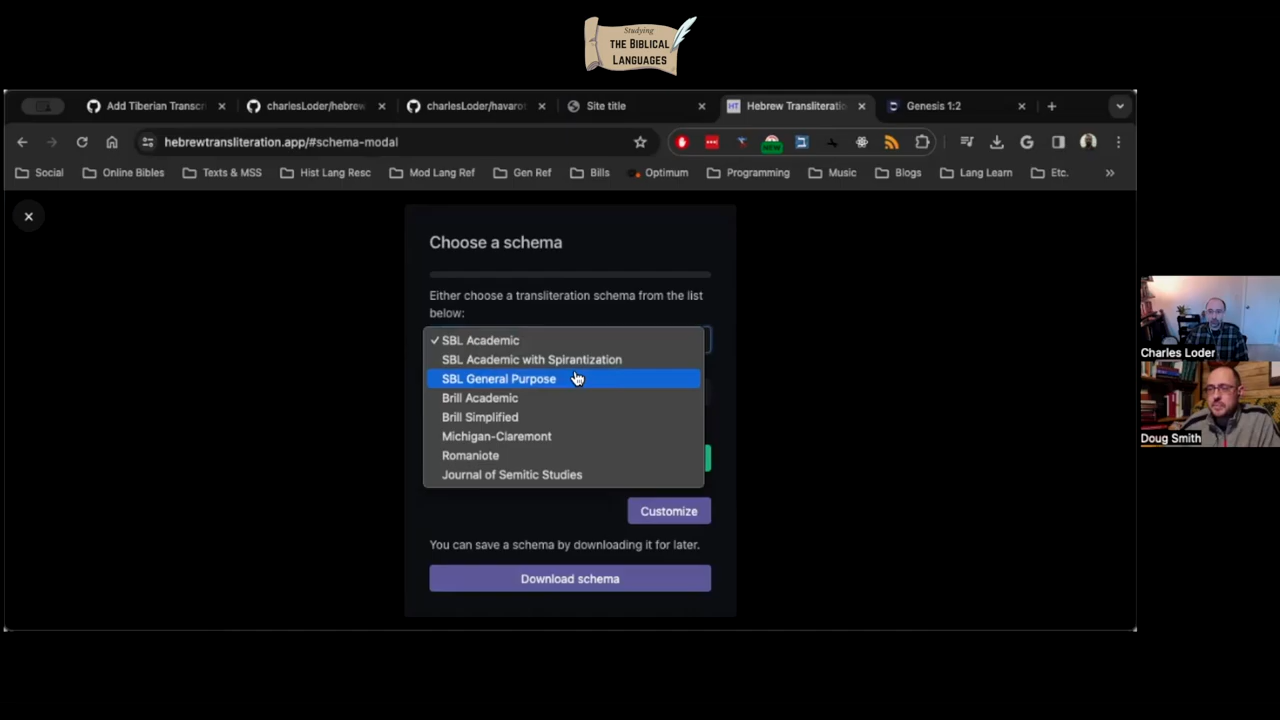 Studying
THE BIBLICAL
LANGUAGES
Add Tiberian Transcr
charlesLoder/hebrew
charlesLoder/havarot
Site title
Hebrew Transliteratio
Genesis 1:2
hebrewtransliteration.app/#schema-modal
NEW
Social
Online Bibles
Texts & MSS
Hist Lang Resc
Mod Lang Ref
Gen Ref
Bills
Optimum
Programming
Music
Blogs
Lang Learn
Etc.
Choose a schema
Either choose a transliteration schema from the list
below:
✓ SBL Academic
SBL Academic with Spirantization
SBL General Purpose
Brill Academic
Brill Simplified
Michigan-Claremont
Romaniote
Journal of Semitic Studies
Customize
You can save a schema by downloading it for later.
Download schema
Charles Loder
Doug Smith